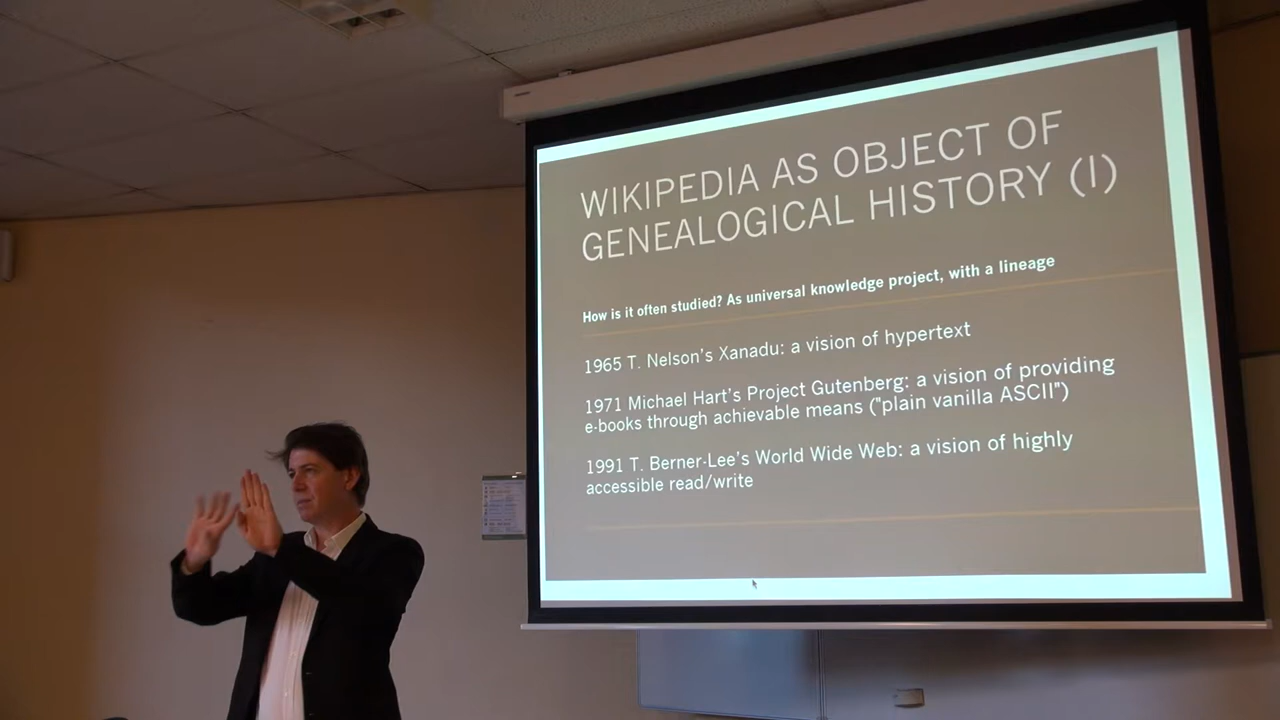 WIKIPEDIA AS OBJECT OF
GENEALOGICAL HISTORY (I)
How is it often studied? As universal knowledge project, with a lineage
1965 T. Nelson's Xanadu: a vision of hypertext
1971 Michael Hart's Project Gutenberg: a vision of providing
e-books through achievable means ("plain vanilla ASCII")
1991 T. Berner-Lee's World Wide Web: a vision of highly
accessible read/write